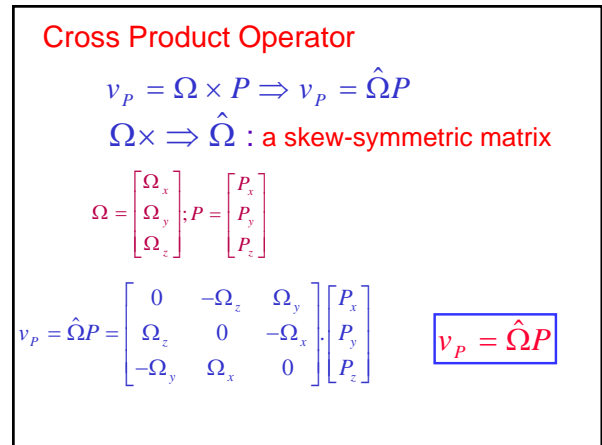 Cross Product Operator
v_P = Ω × P ⇒ v_P = Ω̂P
Ω× ⇒ Ω̂ : a skew-symmetric matrix
Ω = [Ω_x; Ω_y; Ω_z]; P = [P_x; P_y; P_z]
v_P = Ω̂P = [0 −Ω_z Ω_y; Ω_z 0 −Ω_x; −Ω_y Ω_x 0].[P_x; P_y; P_z]
v_P = Ω̂P